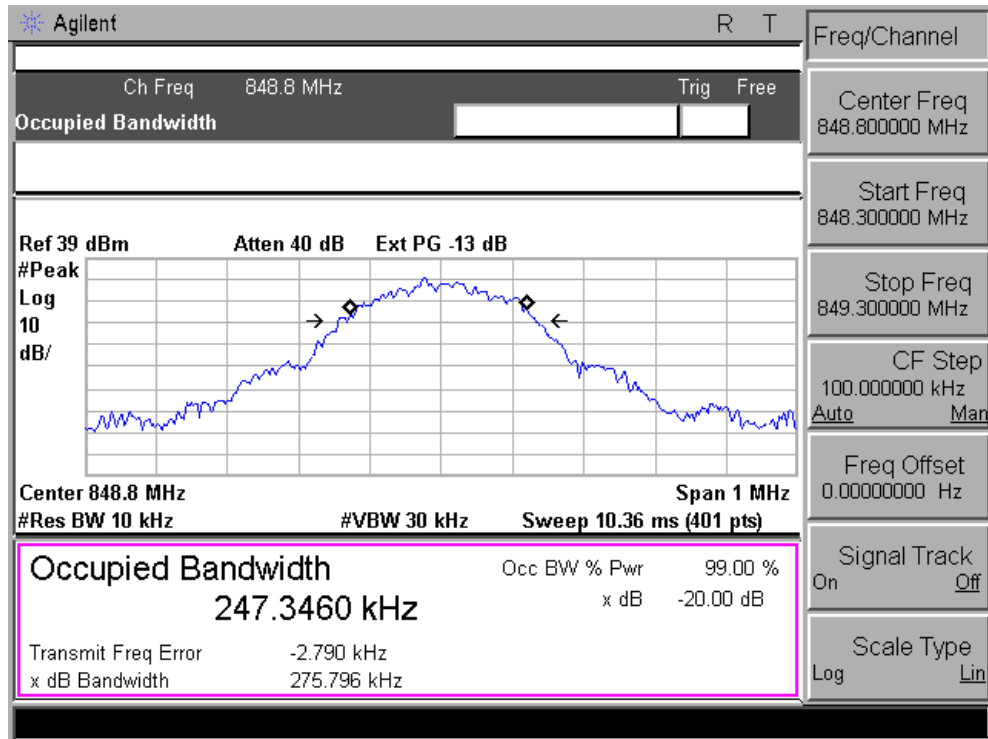 Agilent R T
Ch Freq 848.8 MHz Trig Free
Occupied Bandwidth
Ref 39 dBm Atten 40 dB Ext PG -13 dB
#Peak
Log
10
dB/
Center 848.8 MHz Span 1 MHz
#Res BW 10 kHz #VBW 30 kHz Sweep 10.36 ms (401 pts)
Occupied Bandwidth
247.3460 kHz
Occ BW % Pwr 99.00 %
x dB -20.00 dB
Transmit Freq Error -2.790 kHz
x dB Bandwidth 275.796 kHz
Freq/Channel
Center Freq
848.800000 MHz
Start Freq
848.300000 MHz
Stop Freq
849.300000 MHz
CF Step
100.000000 kHz
Auto Man
Freq Offset
0.00000000 Hz
Signal Track
On Off
Scale Type
Log Lin